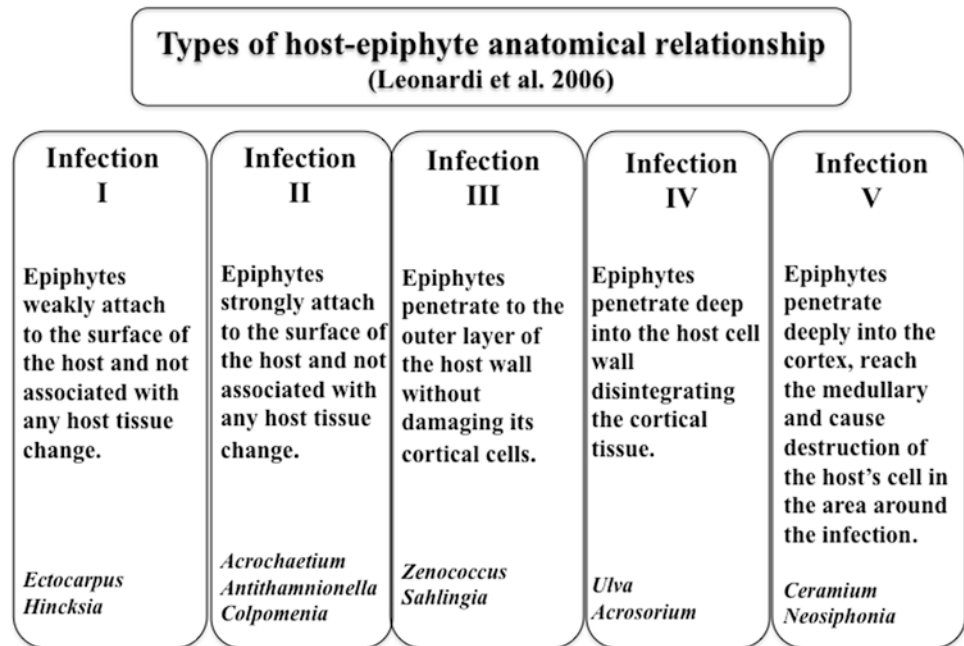 Types of host-epiphyte anatomical relationship
(Leonardi et al. 2006)
Infection
I
Epiphytes
weakly attach
to the surface of
the host and not
associated with
any host tissue
change.
Ectocarpus
Hincksia
Infection
II
Epiphytes
strongly attach
to the surface of
the host and not
associated with
any host tissue
change.
Acrochaetium
Antithamnionella
Colpomenia
Infection
III
Epiphytes
penetrate to the
outer layer of
the host wall
without
damaging its
cortical cells.
Zenococcus
Sahlingia
Infection
IV
Epiphytes
penetrate deep
into the host cell
wall
disintegrating
the cortical
tissue.
Ulva
Acrosorium
Infection
V
Epiphytes
penetrate
deeply into the
cortex, reach
the medullary
and cause
destruction of
the host's cell in
the area around
the infection.
Ceramium
Neosiphonia